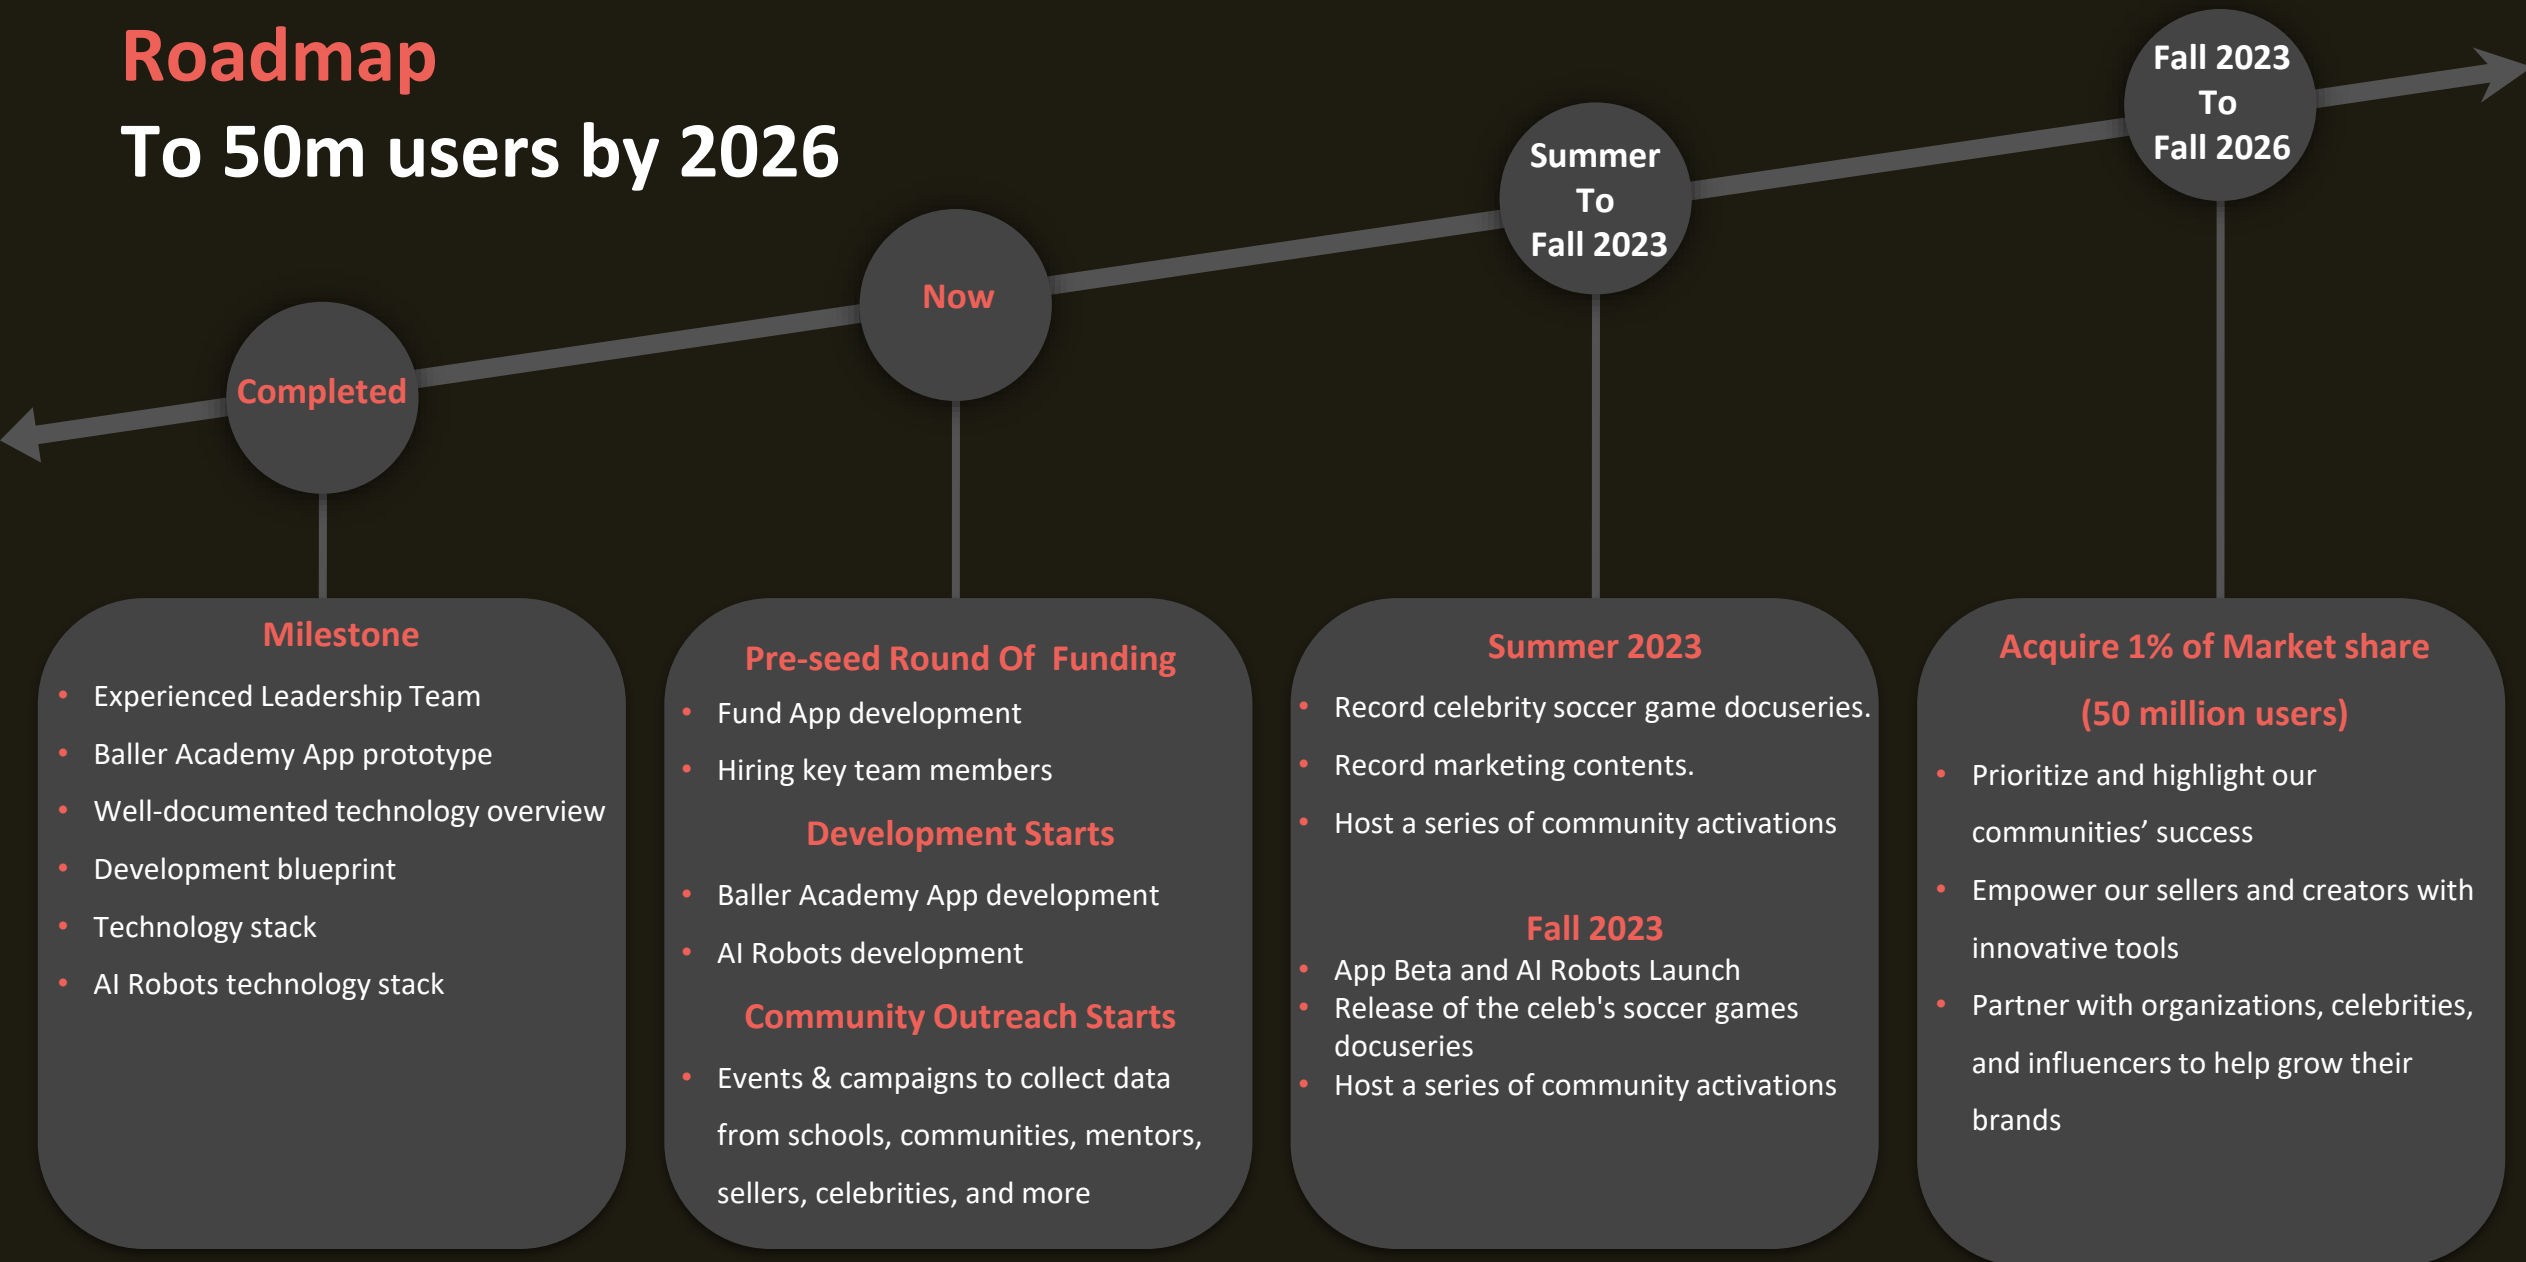 Roadmap
To 50m users by 2026
Completed
Now
Summer
To
Fall 2023
Fall 2023
To
Fall 2026
Milestone
• Experienced Leadership Team
• Baller Academy App prototype
• Well-documented technology overview
• Development blueprint
• Technology stack
• AI Robots technology stack
Pre-seed Round Of  Funding
• Fund App development
• Hiring key team members
Development Starts
• Baller Academy App development
• AI Robots development
Community Outreach Starts
• Events & campaigns to collect data
from schools, communities, mentors,
sellers, celebrities, and more
Summer 2023
• Record celebrity soccer game docuseries.
• Record marketing contents.
• Host a series of community activations
Fall 2023
• App Beta and AI Robots Launch
• Release of the celeb's soccer games
docuseries
• Host a series of community activations
Acquire 1% of Market share
(50 million users)
• Prioritize and highlight our
communities’ success
• Empower our sellers and creators with
innovative tools
• Partner with organizations, celebrities,
and influencers to help grow their
brands